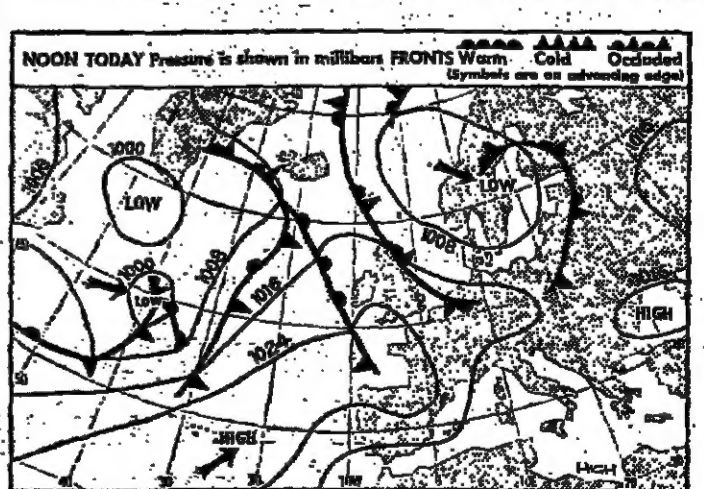 NOON TODAY Pressure is shown in millibars FRONTS Warm Cold Occluded
(Symbols are on advancing edge)
1000
LOW
LOW
1008
1000
LOW
1008
1016
HIGH
1024
HIGH
HIGH